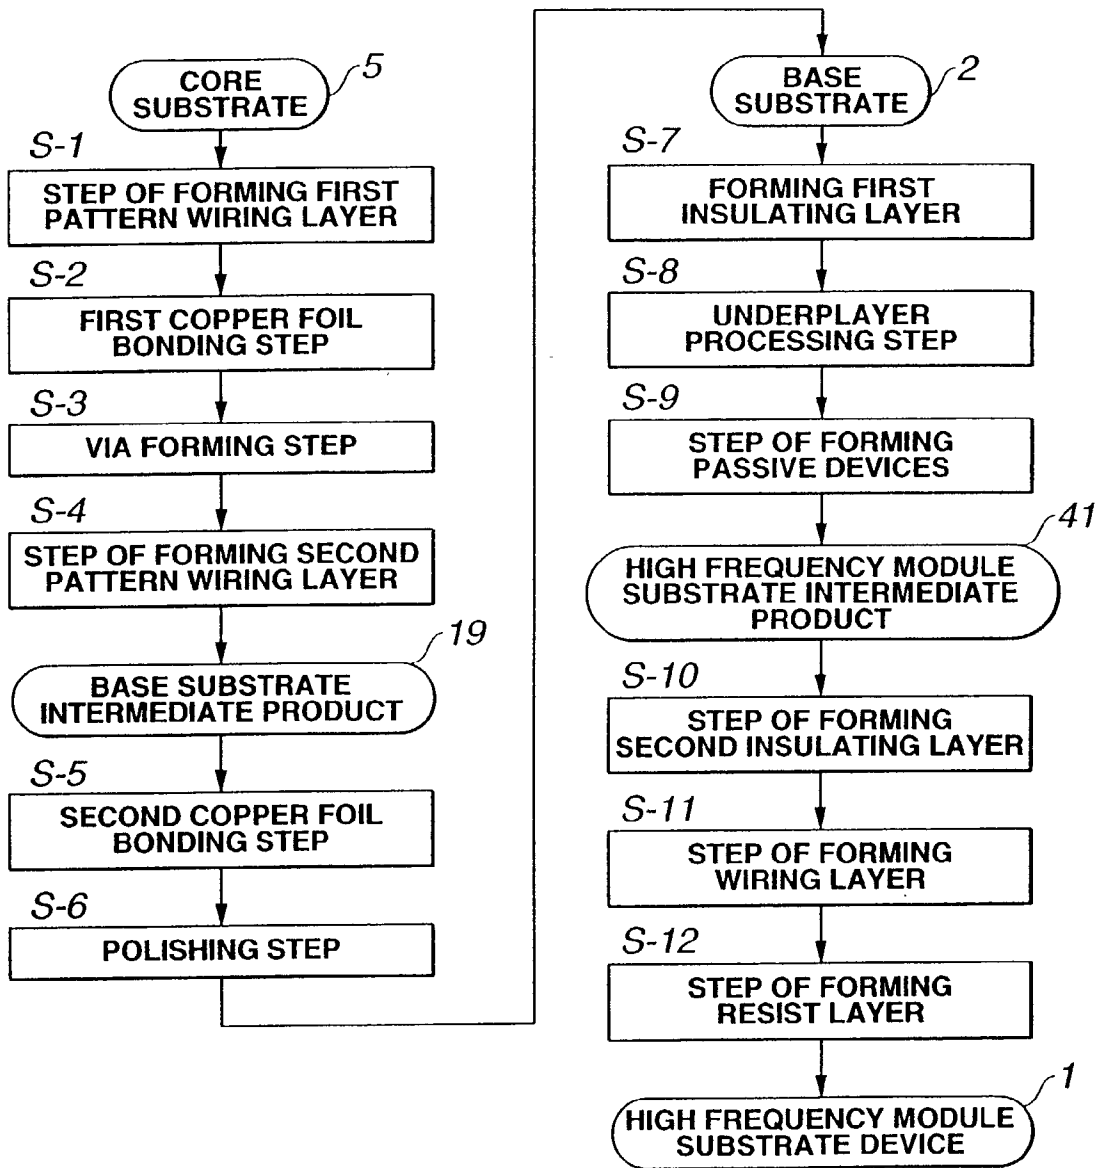 CORE
SUBSTRATE
5
S-1
STEP OF FORMING FIRST
PATTERN WIRING LAYER
S-2
FIRST COPPER FOIL
BONDING STEP
S-3
VIA FORMING STEP
S-4
STEP OF FORMING SECOND
PATTERN WIRING LAYER
19
BASE SUBSTRATE
INTERMEDIATE PRODUCT
S-5
SECOND COPPER FOIL
BONDING STEP
S-6
POLISHING STEP
BASE
SUBSTRATE
2
S-7
FORMING FIRST
INSULATING LAYER
S-8
UNDERPLAYER
PROCESSING STEP
S-9
STEP OF FORMING
PASSIVE DEVICES
41
HIGH FREQUENCY MODULE
SUBSTRATE INTERMEDIATE
PRODUCT
S-10
STEP OF FORMING
SECOND INSULATING LAYER
S-11
STEP OF FORMING
WIRING LAYER
S-12
STEP OF FORMING
RESIST LAYER
1
HIGH FREQUENCY MODULE
SUBSTRATE DEVICE